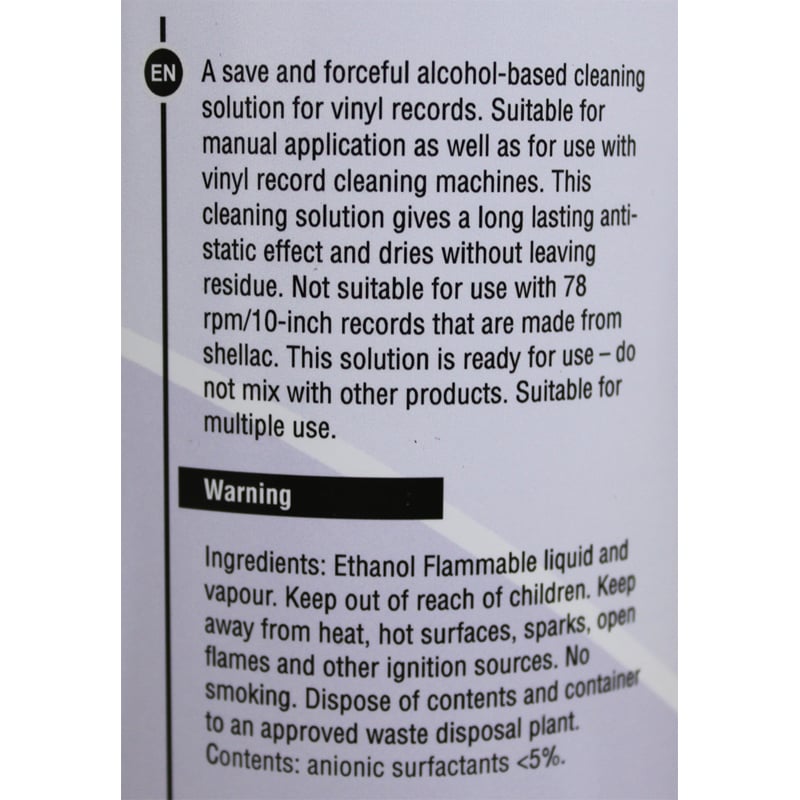 EN
A save and forceful alcohol-based cleaning
solution for vinyl records. Suitable for
manual application as well as for use with
vinyl record cleaning machines. This
cleaning solution gives a long lasting anti-
static effect and dries without leaving
residue. Not suitable for use with 78
rpm/10-inch records that are made from
shellac. This solution is ready for use – do
not mix with other products. Suitable for
multiple use.
Warning
Ingredients: Ethanol Flammable liquid and
vapour. Keep out of reach of children. Keep
away from heat, hot surfaces, sparks, open
flames and other ignition sources. No
smoking. Dispose of contents and container
to an approved waste disposal plant.
Contents: anionic surfactants <5%.